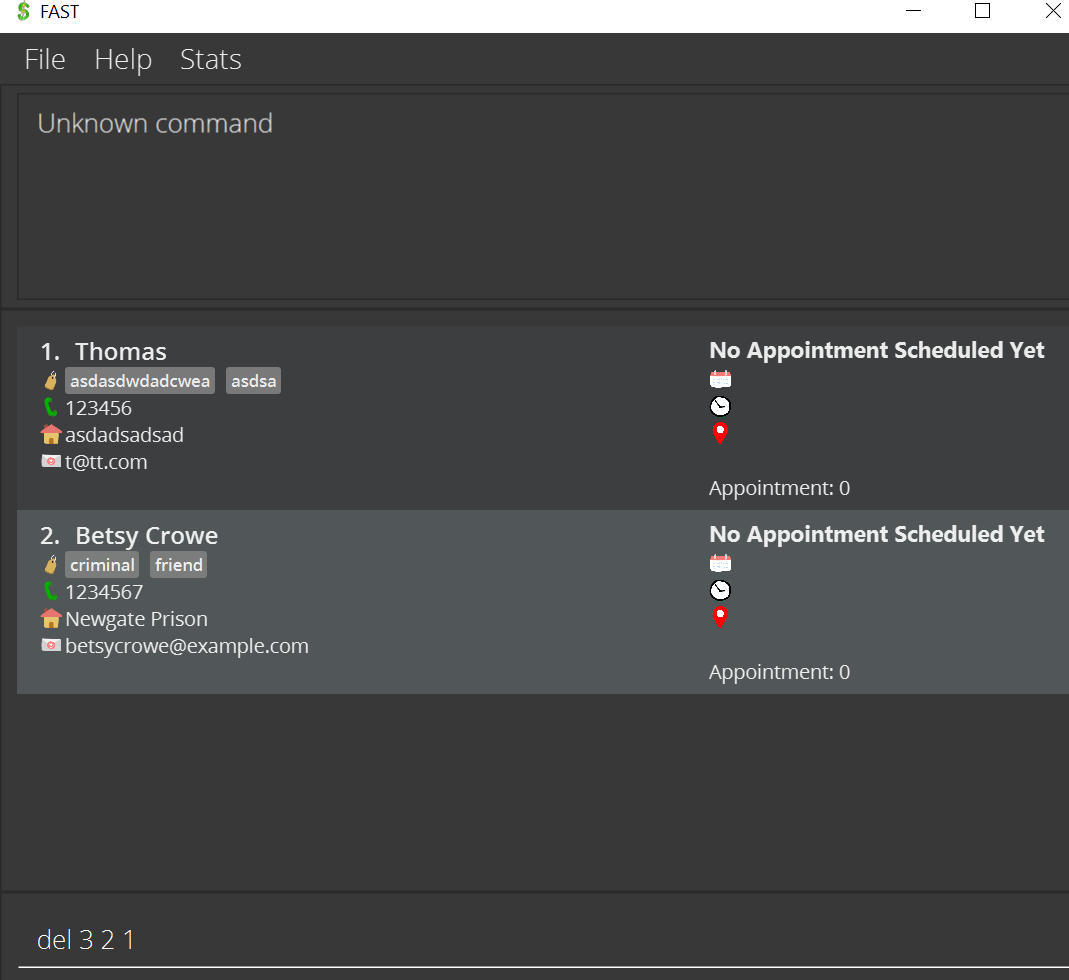 FAST
File Help Stats
Unknown command
1. Thomas
asdasdwdadcwea asdsa
123456
asdadsadsad
t@tt.com
No Appointment Scheduled Yet
Appointment: 0
2. Betsy Crowe
criminal friend
1234567
Newgate Prison
betsycrowe@example.com
No Appointment Scheduled Yet
Appointment: 0
del 3 2 1